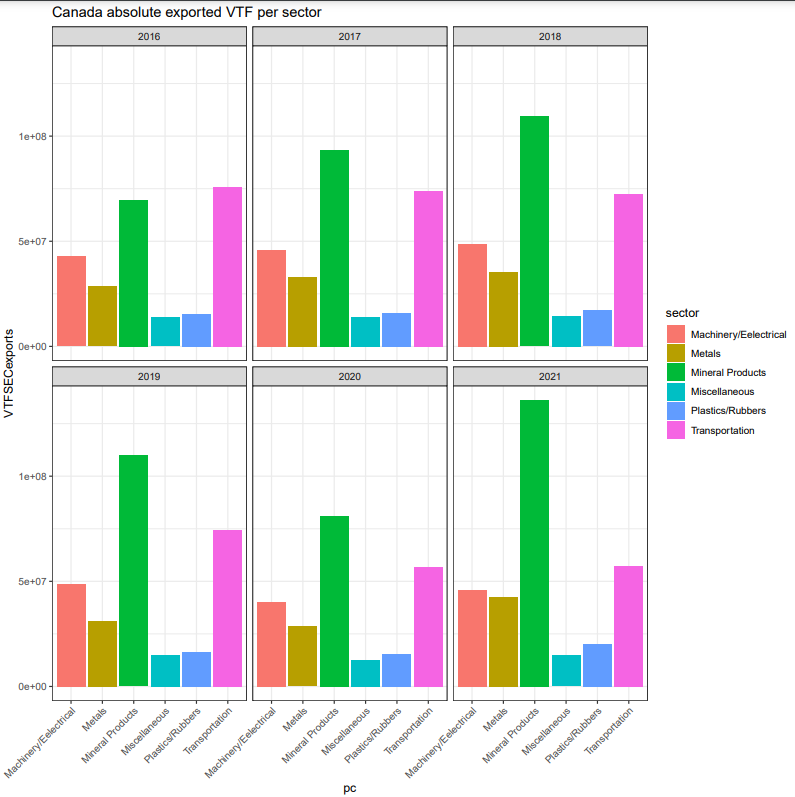 Canada absolute exported VTF per sector
2016
2017
2018
1e+08
5e+07
0e+00
2019
2020
2021
1e+08
5e+07
0e+00
VTFSECexports
Machinery/Eelectrical
Metals
Mineral Products
Miscellaneous
Plastics/Rubbers
Transportation
Machinery/Eelectrical
Metals
Mineral Products
Miscellaneous
Plastics/Rubbers
Transportation
Machinery/Eelectrical
Metals
Mineral Products
Miscellaneous
Plastics/Rubbers
Transportation
pc
sector
Machinery/Eelectrical
Metals
Mineral Products
Miscellaneous
Plastics/Rubbers
Transportation